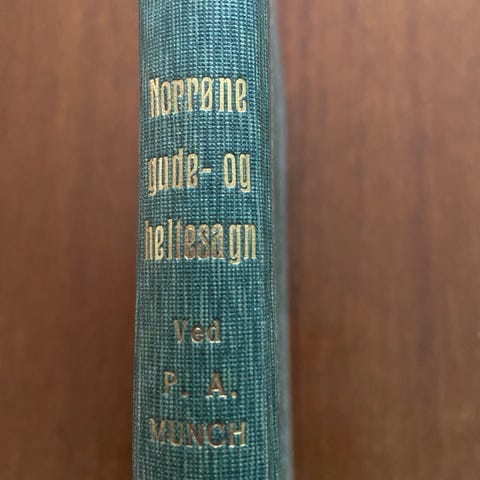 Norrøne
gude- og
heltesagn
Ved
P. A.
MUNCH